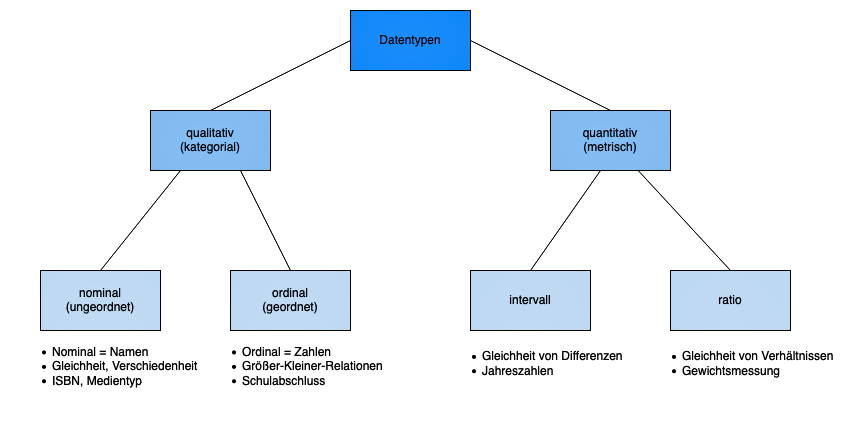 Datentypen
qualitativ
(kategorial)
quantitativ
(metrisch)
nominal
(ungeordnet)
ordinal
(geordnet)
intervall
ratio
• Nominal = Namen
• Gleichheit, Verschiedenheit
• ISBN, Medientyp
• Ordinal = Zahlen
• Größer-Kleiner-Relationen
• Schulabschluss
• Gleichheit von Differenzen
• Jahreszahlen
• Gleichheit von Verhältnissen
• Gewichtsmessung